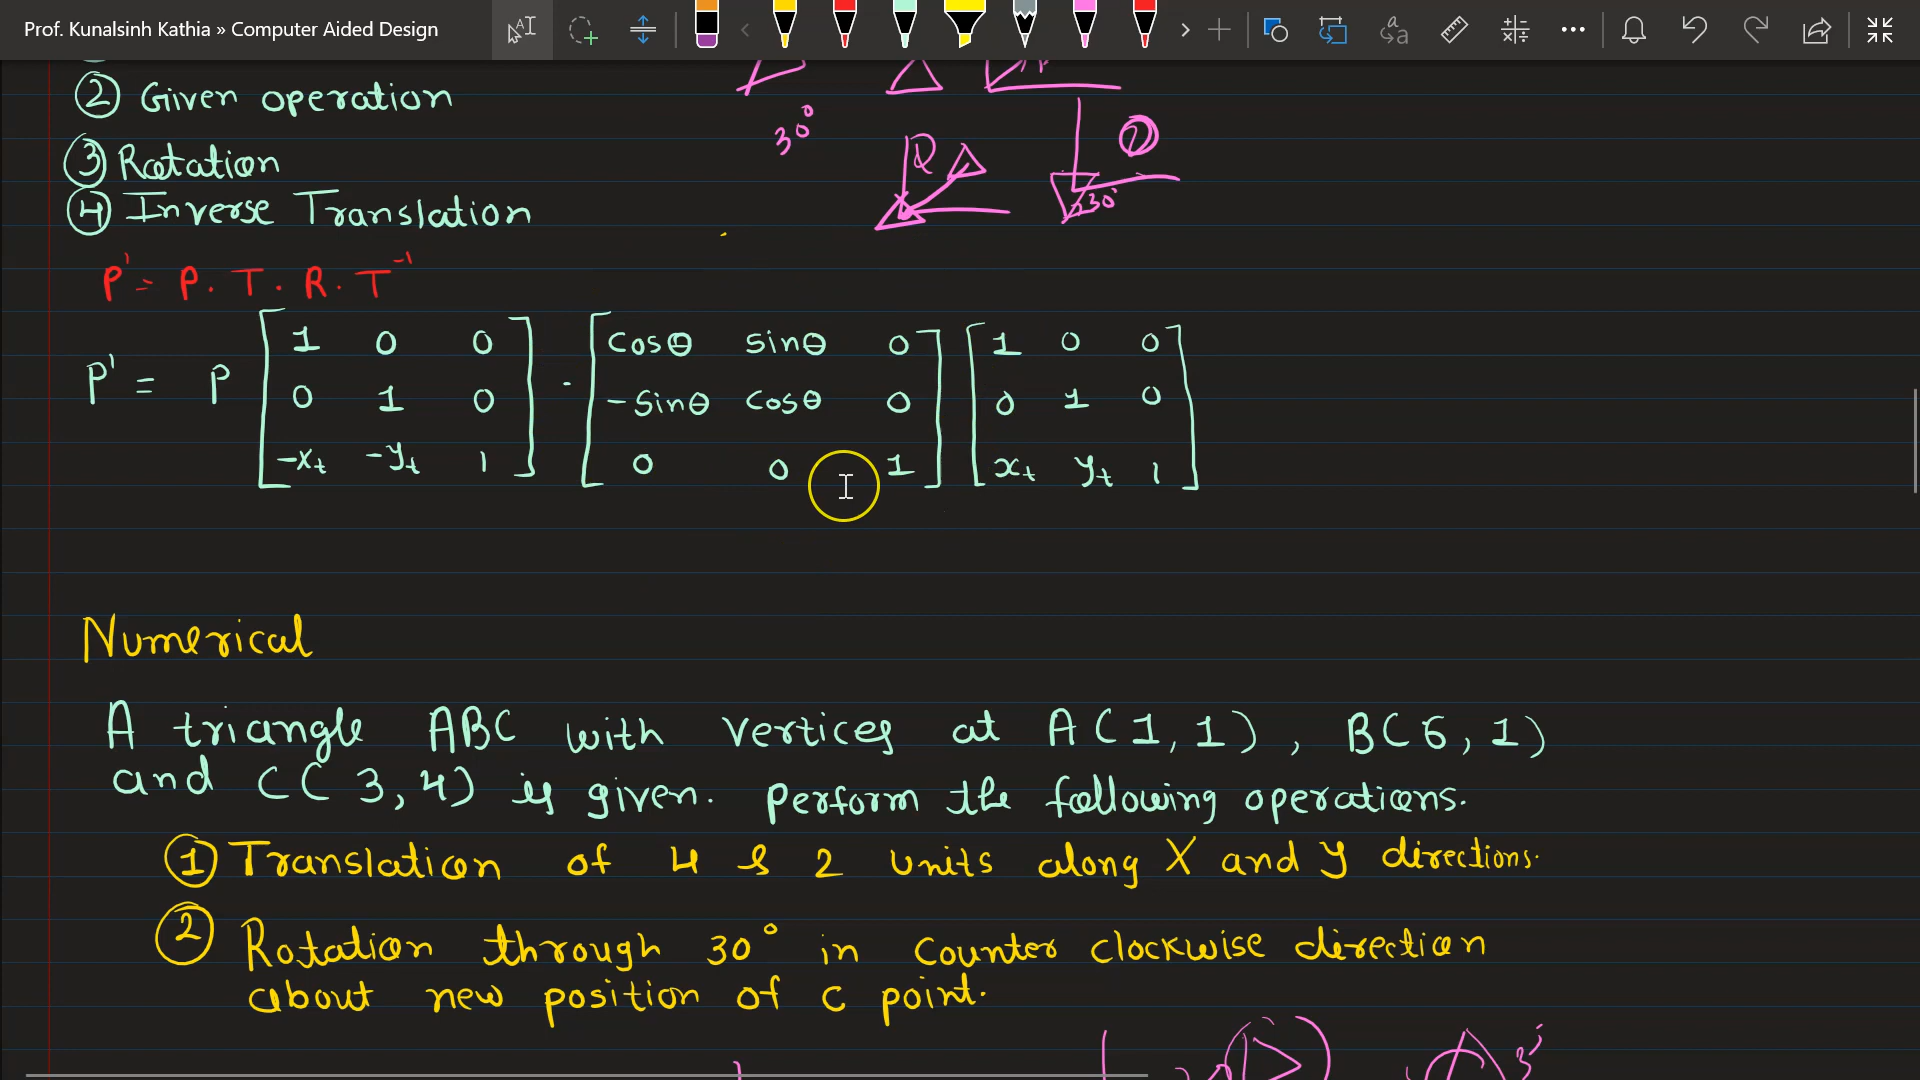 Prof. Kunalsinh Kathia » Computer Aided Design
② Given operation
30°
③ Rotation
④ Inverse Translation
30°
P' = P . T . R . T⁻¹
P' = P [1 0 0 . [cosθ sinθ 0] [1 0 0
0 1 0 -sinθ cosθ 0 0 1 0
-xt -yt 1] 0 0 1] xt yt 1]
Numerical
A triangle ABC with vertices at A(1,1), B(6,1)
and C(3,4) is given. perform the following operations.
① Translation of 4 & 2 units along X and Y directions.
② Rotation through 30° in counter clockwise direction
about new position of c point.